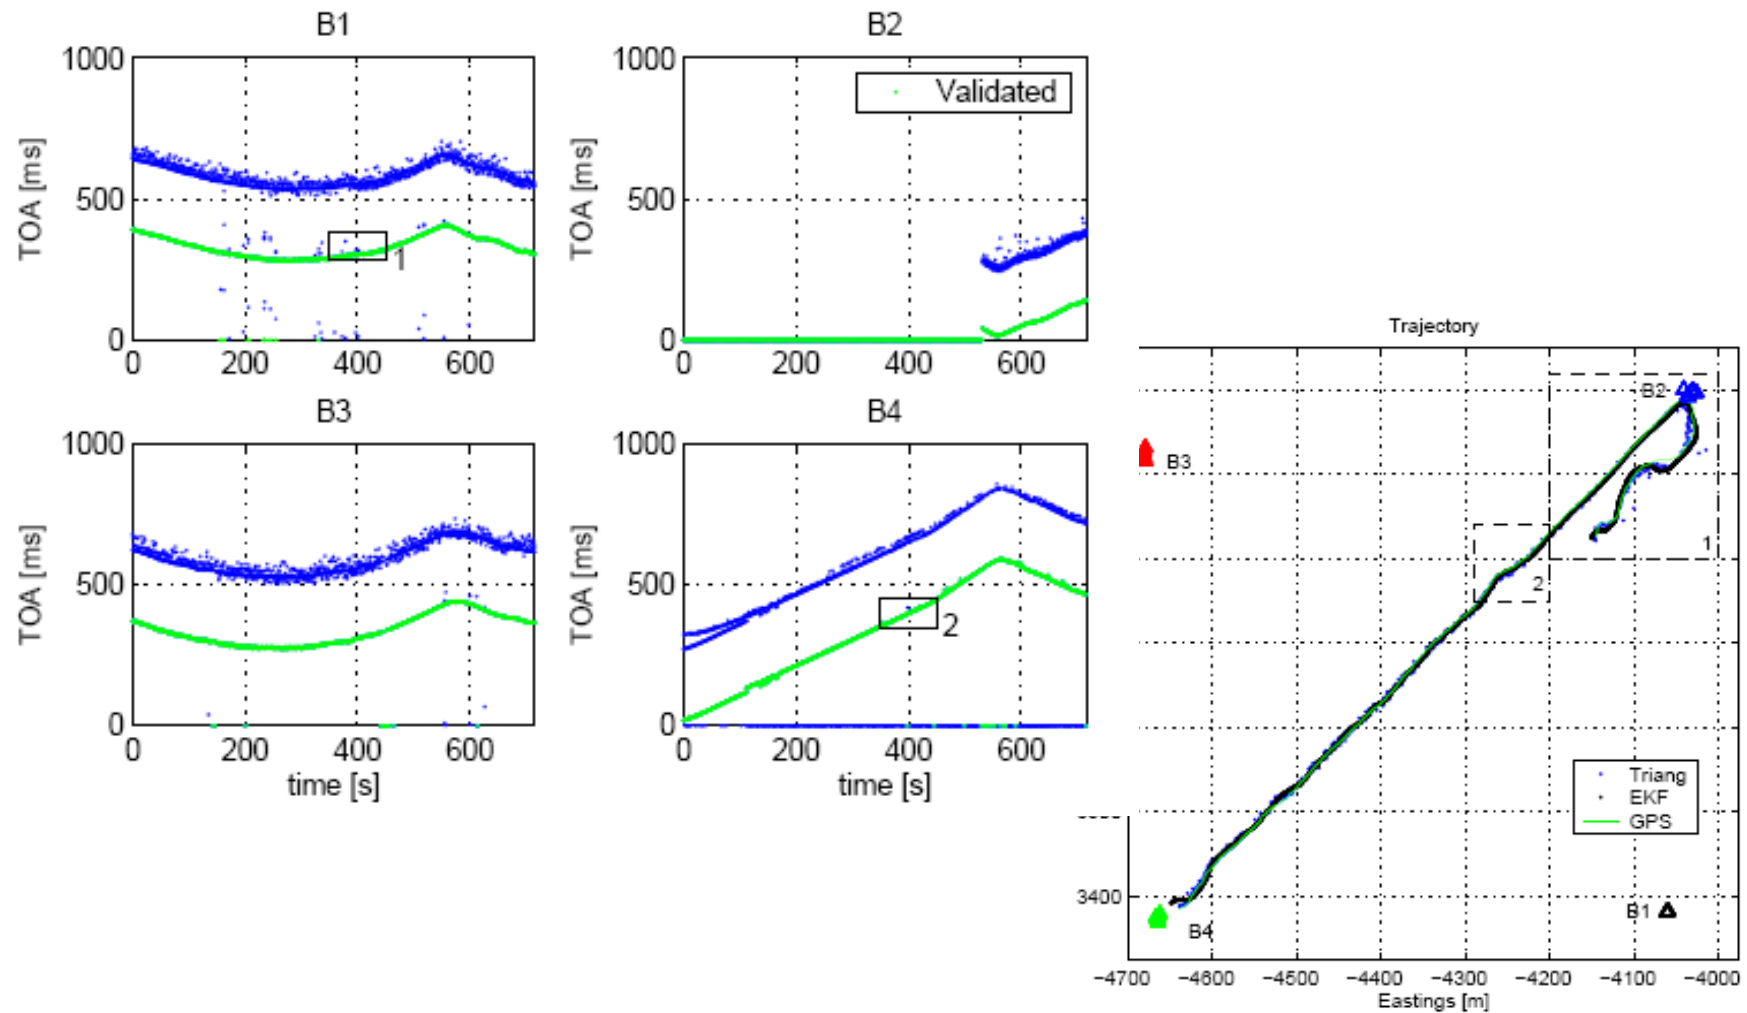 B1
1000
500
0
TOA [ms]
0 200 400 600
1
B2
1000
500
0
TOA [ms]
0 200 400 600
Validated
B3
1000
500
0
TOA [ms]
0 200 400 600
time [s]
B4
1000
500
0
TOA (ms]
0 200 400 600
time [s]
2
Trajectory
B2
B3
1
2
Triang
EKF
GPS
3400
B1
B4
−4700 −4600 −4500 −4400 −4300 −4200 −4100 −4000
Eastings [m]